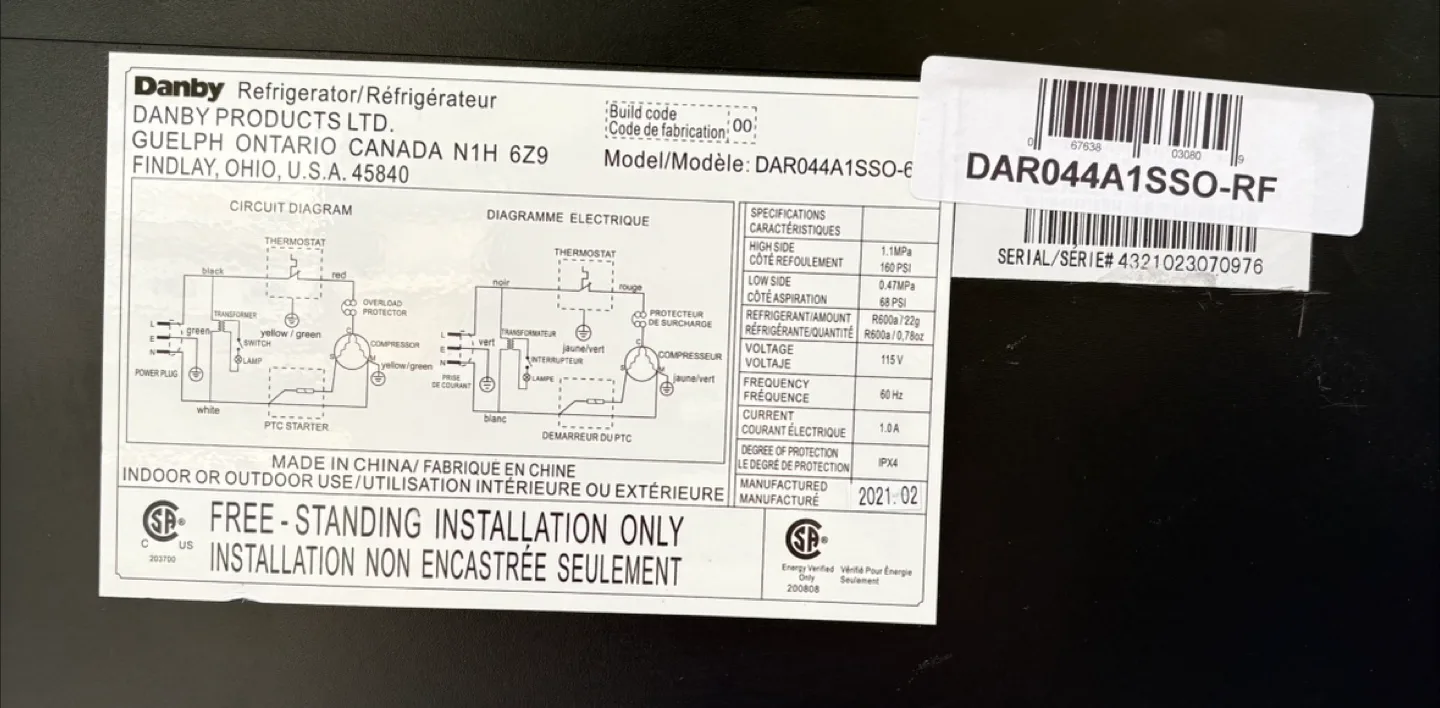 Danby Refrigerator/Réfrigérateur
DANBY PRODUCTS LTD.
GUELPH ONTARIO CANADA N1H 6Z9
FINDLAY, OHIO, U.S.A. 45840
Build code
Code de fabrication 00
Model/Modèle: DAR044A1SSO-6
0 67638 03080 9
DAR044A1SSO-RF
SERIAL/SÉRIE# 4321023070976
CIRCUIT DIAGRAM
THERMOSTAT
black
red
OVERLOAD
PROTECTOR
TRANSFORMER
yellow / green
L
green
E
SWITCH
C
COMPRESSOR
N
LAMP
S
M
yellow/green
POWER PLUG
white
PTC STARTER
DIAGRAMME ÉLECTRIQUE
THERMOSTAT
noir
rouge
PROTECTEUR
DE SURCHARGE
TRANSFORMATEUR
L
vert
jaune/vert
C
E
INTERRUPTEUR
COMPRESSEUR
N
S
M
LAMPE
jaune/vert
PRISE
DE COURANT
blanc
DEMARREUR DU PTC
SPECIFICATIONS
CARACTÉRISTIQUES
HIGH SIDE 1.1MPa
CÔTÉ REFOULEMENT 160 PSI
LOW SIDE 0.47MPa
CÔTÉ ASPIRATION 68 PSI
REFRIGERANT/AMOUNT R600a/22g
RÉFRIGÉRANTE/QUANTITÉ R600a/0,78oz
VOLTAGE
VOLTAJE 115 V
FREQUENCY
FRÉQUENCE 60 Hz
CURRENT
COURANT ÉLECTRIQUE 1.0 A
DEGREE OF PROTECTION
LE DEGRÉ DE PROTECTION IPX4
MANUFACTURED
MANUFACTURÉ 2021.02
MADE IN CHINA/ FABRIQUÉ EN CHINE
INDOOR OR OUTDOOR USE/UTILISATION INTÉRIEURE OU EXTÉRIEURE
SA®
C US
203700
FREE - STANDING INSTALLATION ONLY
INSTALLATION NON ENCASTRÉE SEULEMENT
SA®
Energy Verified Vérifié Pour Énergie
Only Seulement
200808